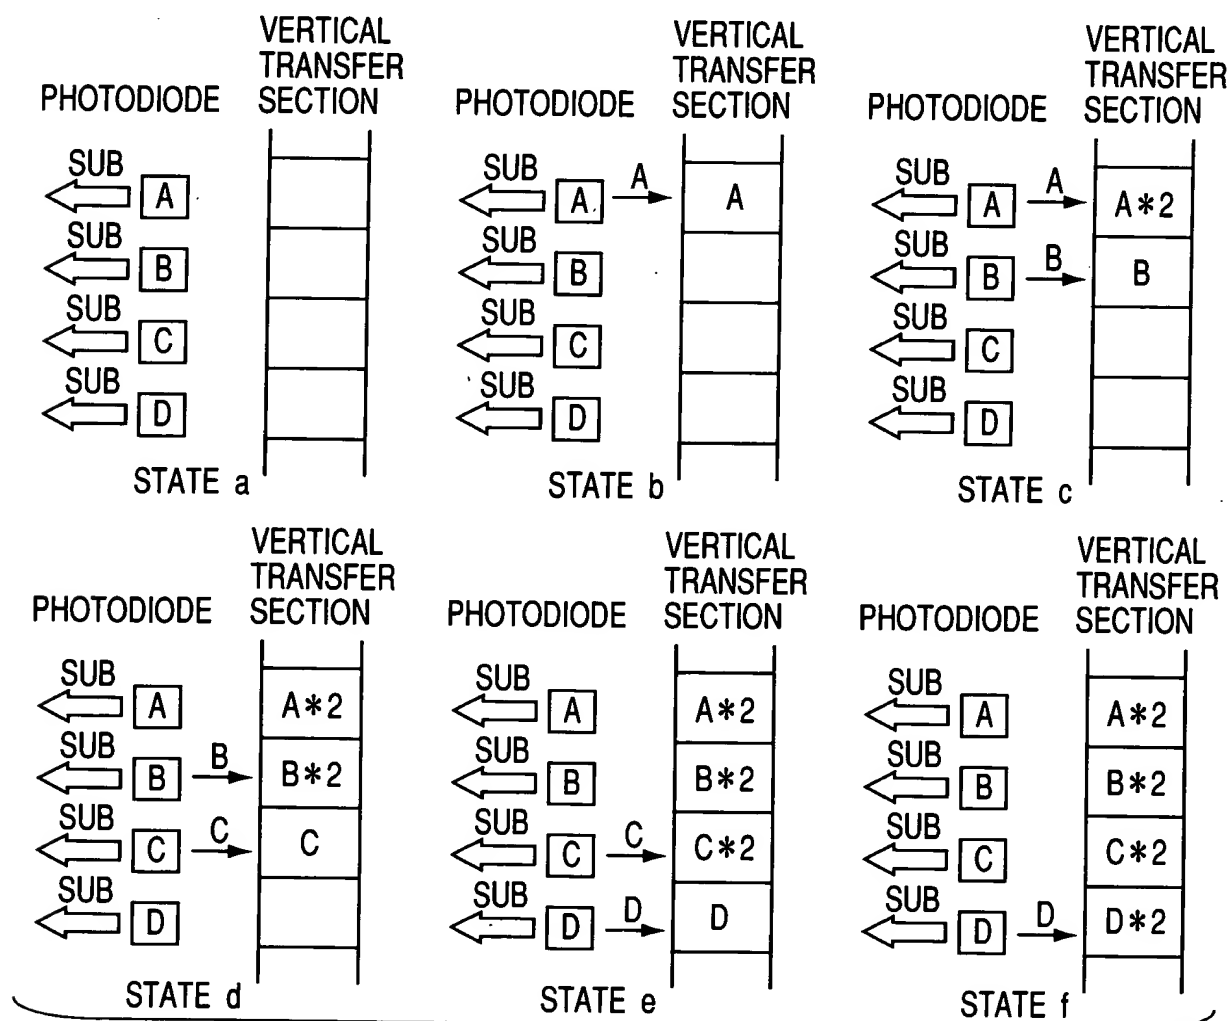 VERTICAL
TRANSFER
PHOTODIODE SECTION
SUB
A
SUB
B
SUB
C
SUB
D
STATE a
VERTICAL
TRANSFER
PHOTODIODE SECTION
SUB
A A A
SUB
B
SUB
C
SUB
D
STATE b
VERTICAL
TRANSFER
PHOTODIODE SECTION
SUB
A A A*2
SUB
B B B
SUB
C
SUB
D
STATE c
VERTICAL
TRANSFER
PHOTODIODE SECTION
SUB
A A*2
SUB
B B B*2
SUB
C C C
SUB
D
STATE d
VERTICAL
TRANSFER
PHOTODIODE SECTION
SUB
A A*2
SUB
B B*2
SUB
C C C*2
SUB
D D D
STATE e
VERTICAL
TRANSFER
PHOTODIODE SECTION
SUB
A A*2
SUB
B B*2
SUB
C C*2
SUB
D D D*2
STATE f